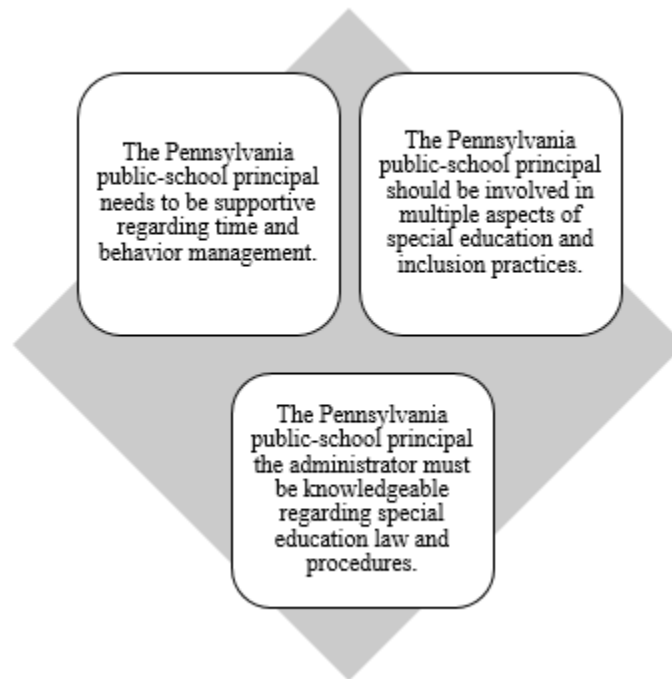 The Pennsylvania
public-school principal
needs to be supportive
regarding time and
behavior management.
The Pennsylvania
public-school principal
should be involved in
multiple aspects of
special education and
inclusion practices.
The Pennsylvania
public-school principal
the administrator must
be knowledgeable
regarding special
education law and
procedures.